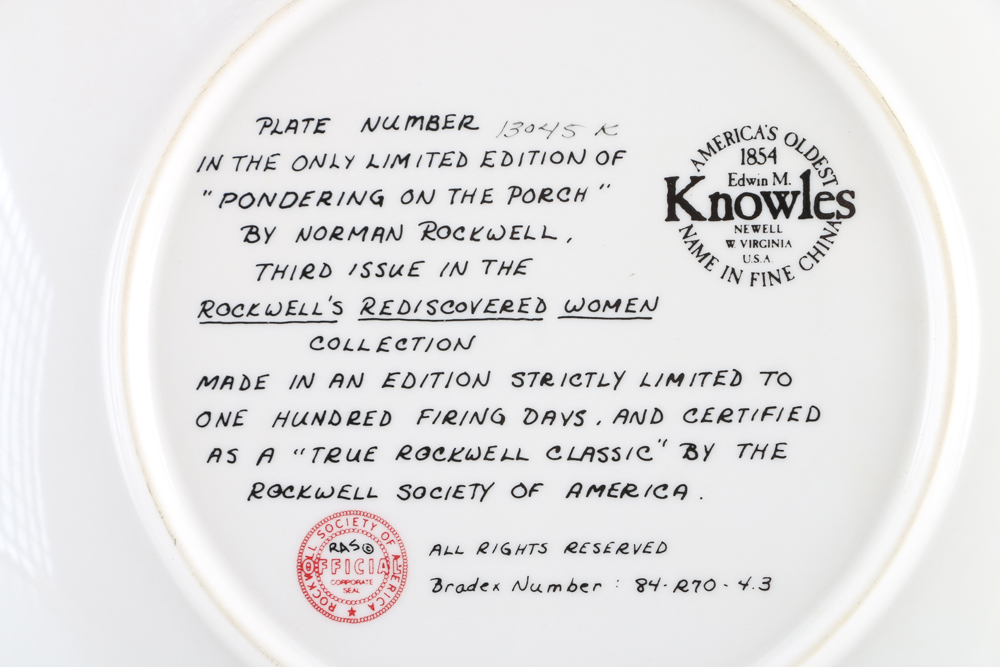 PLATE NUMBER 13045 K
IN THE ONLY LIMITED EDITION OF
"PONDERING ON THE PORCH"
BY NORMAN ROCKWELL,
THIRD ISSUE IN THE
ROCKWELL'S REDISCOVERED WOMEN
COLLECTION
MADE IN AN EDITION STRICTLY LIMITED TO
ONE HUNDRED FIRING DAYS, AND CERTIFIED
AS A "TRUE ROCKWELL CLASSIC" BY THE
ROCKWELL SOCIETY OF AMERICA.
AMERICA'S OLDEST
1854
Edwin M.
Knowles
NEWELL
W. VIRGINIA
U.S.A.
NAME IN FINE CHINA
ROCKWELL SOCIETY OF AMERICA
RAS©
OFFICIAL
CORPORATE
SEAL
ALL RIGHTS RESERVED
Bradex Number: 84-R70-4.3